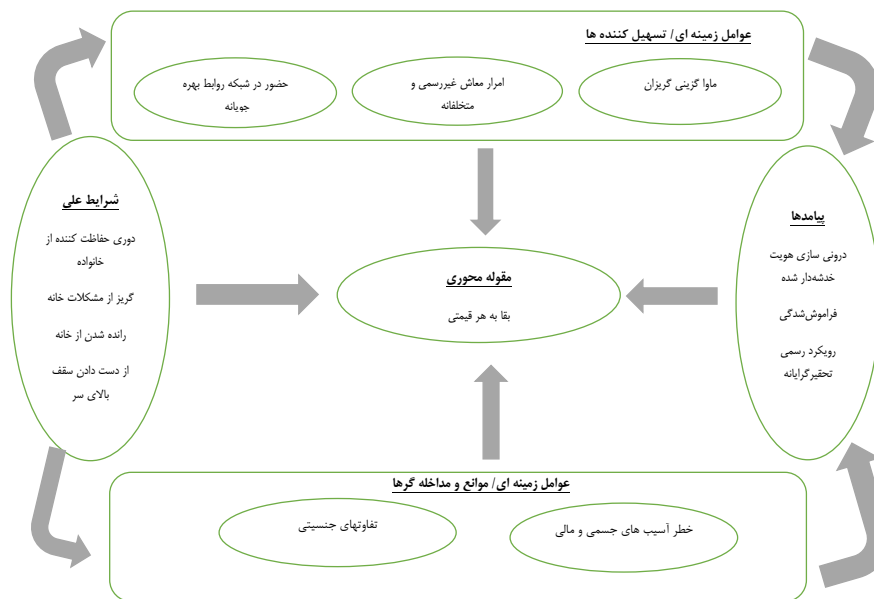 عوامل زمینه ای/ تسهیل کننده ها
ماوا گزینی گریزان
امرار معاش غیررسمی و
متخلفانه
حضور در شبکه روابط بهره
جویانه
شرایط علی
دوری حفاظت کننده از
خانواده
گریز از مشکلات خانه
رانده شدن از خانه
از دست دادن سقف
بالای سر
مقوله محوری
بقا به هر قیمتی
پیامدها
درونی سازی هویت
خدشه‌دار شده
فراموش‌شدگی
رویکرد رسمی
تحقیرگرایانه
عوامل زمینه ای/ موانع و مداخله گرها
خطر آسیب های جسمی و مالی
تفاوتهای جنسیتی